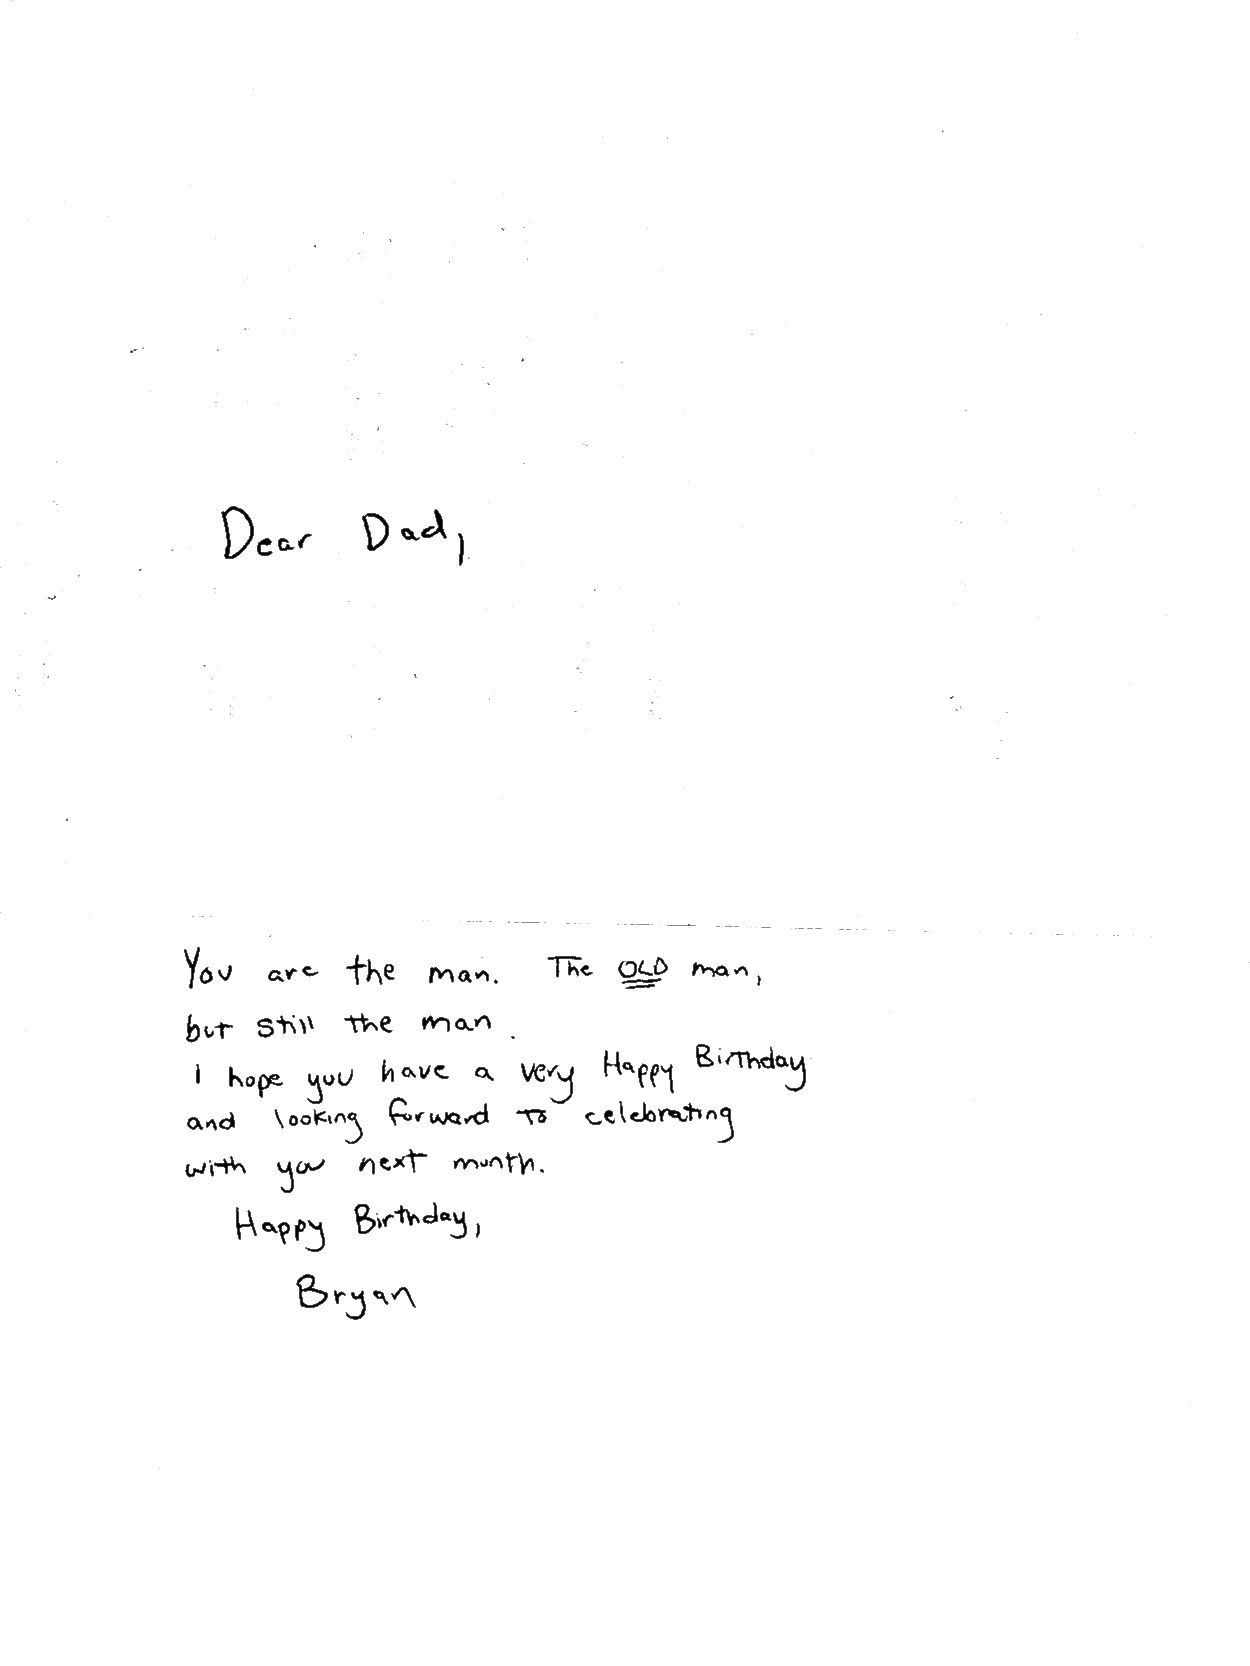 Dear Dad,
You are the man. The OLD man,
but still the man.
I hope you have a very Happy Birthday
and looking forward to celebrating
with you next month.
Happy Birthday,
Bryan